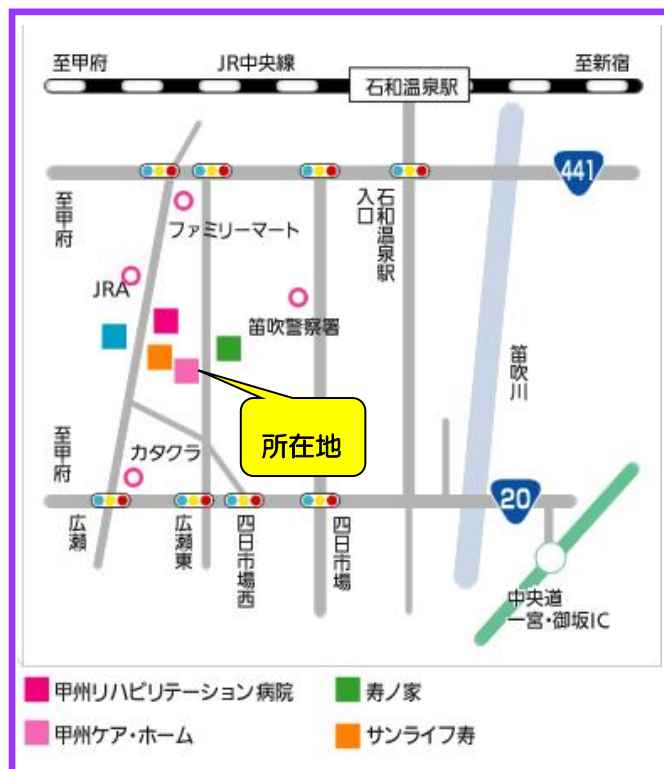 至甲府
JR中央線
至新宿
石和温泉駅
441
至甲府
ファミリーマート
石和温泉駅
入口
JRA
笛吹警察署
笛吹川
所在地
至甲府
カタクラ
20
広瀬
広瀬東
四日市場西
四日市場
中央道
一宮・御坂IC
甲州リハビリテーション病院
寿ノ家
甲州ケア・ホーム
サンライフ寿